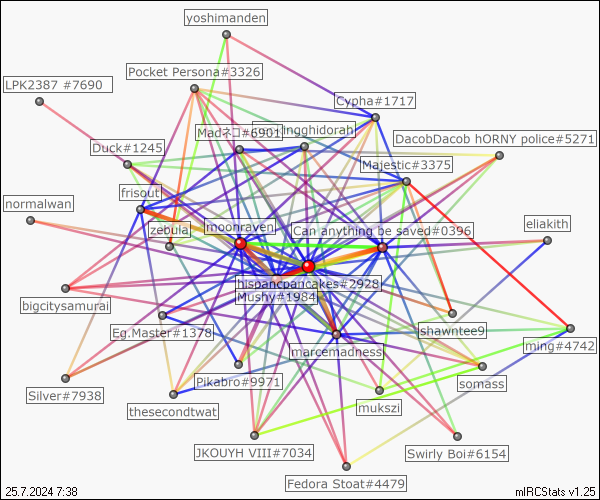 yoshimanden
Pocket Persona#3326
LPK2387 #7690
Cypha#1717
Madネコ#6901
ingghidorah
DacobDacob hORNY police#5271
Duck#1245
Majestic#3375
frisout
normalwan
zebula
moonraven
Can anything be saved#0396
eliakith
hispancpancakes#2928
Mushy#1984
bigcitysamurai
Eg.Master#1378
shawntee9
marcemadness
ming#4742
Pikabro#9971
somass
Silver#7938
thesecondtwat
mukszi
JKOUYH VIII#7034
Swirly Boi#6154
Fedora Stoat#4479
25.7.2024 7:38
mIRCStats v1.25